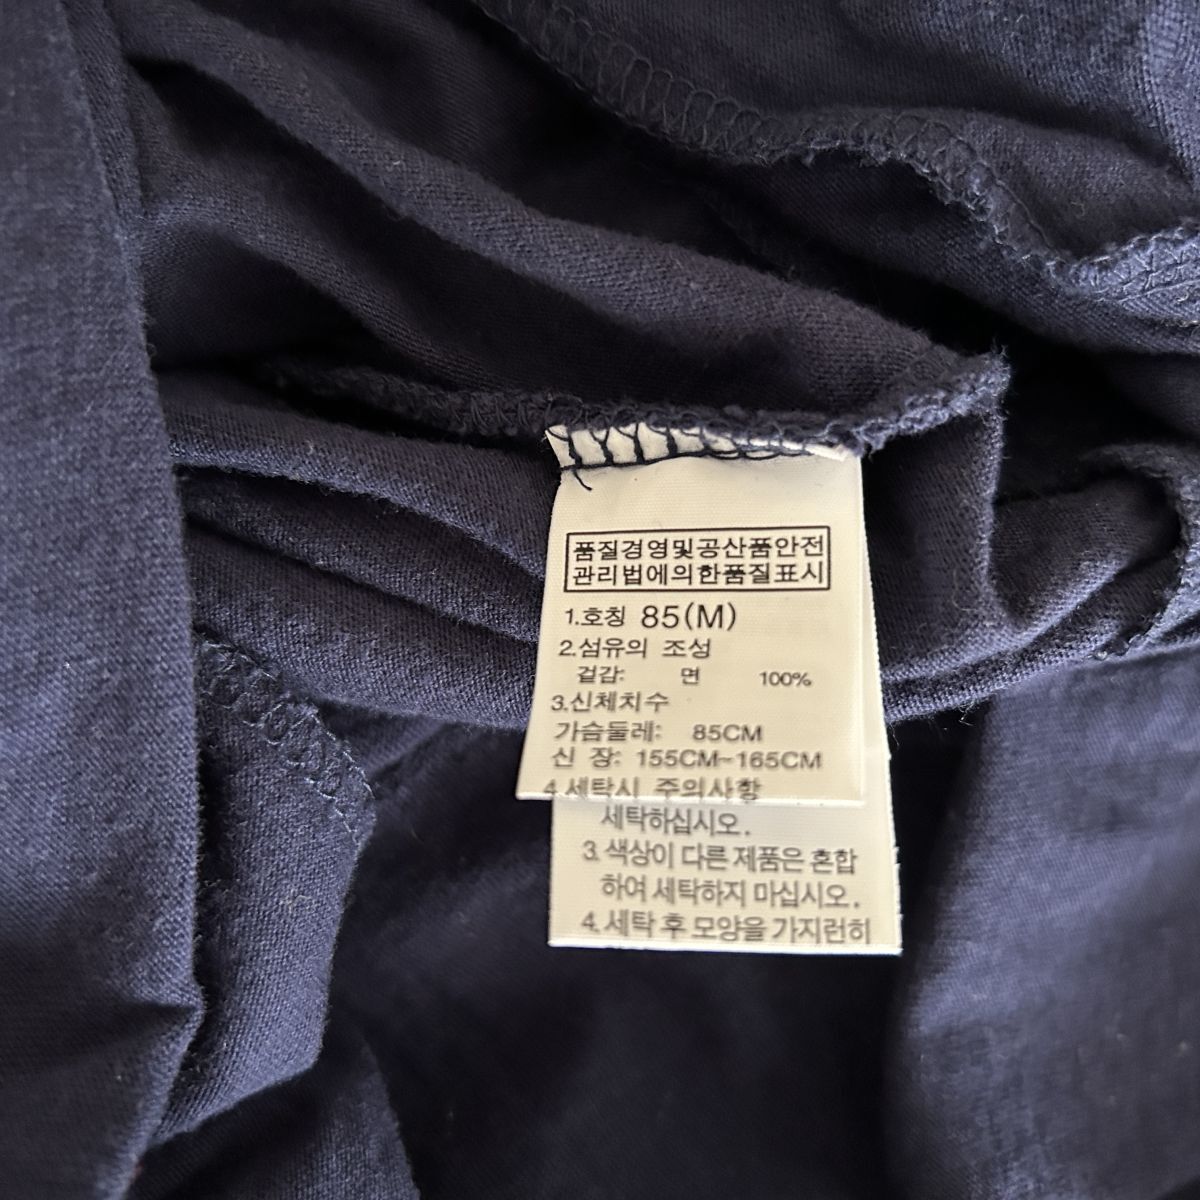 품질경영및공산품안전
관리법에의한품질표시
1.호칭 85(M)
2.섬유의 조성
겉감: 면 100%
3.신체치수
가슴둘레: 85CM
신 장: 155CM~165CM
4.세탁시 주의사항
세탁하십시오.
3. 색상이 다른 제품은 혼합
하여 세탁하지 마십시오.
4. 세탁 후 모양을 가지런히